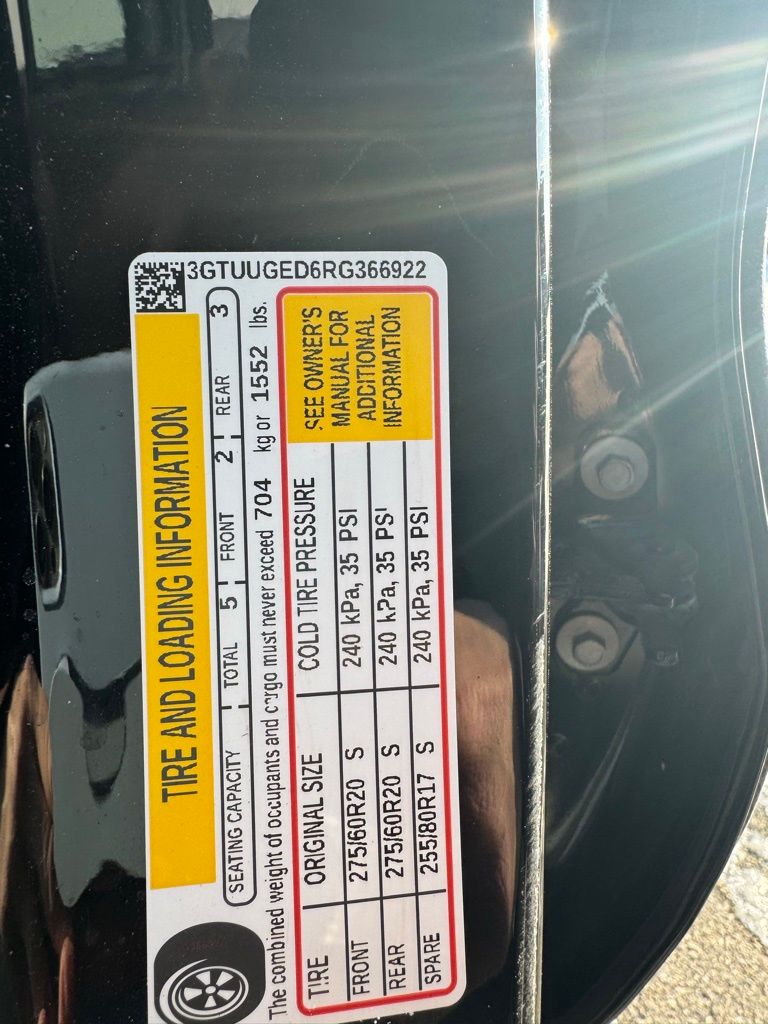 3GTUUGED6RG366922
TIRE AND LOADING INFORMATION
SEATING CAPACITY TOTAL 5 FRONT 2 REAR 3
The combined weight of occupants and cargo must never exceed 704 kg or 1552 lbs.
TIRE ORIGINAL SIZE COLD TIRE PRESSURE
FRONT 275/60R20 S 240 kPa, 35 PSI
REAR 275/60R20 S 240 kPa, 35 PSI
SPARE 255/80R17 S 240 kPa, 35 PSI
SEE OWNER'S
MANUAL FOR
ADDITIONAL
INFORMATION